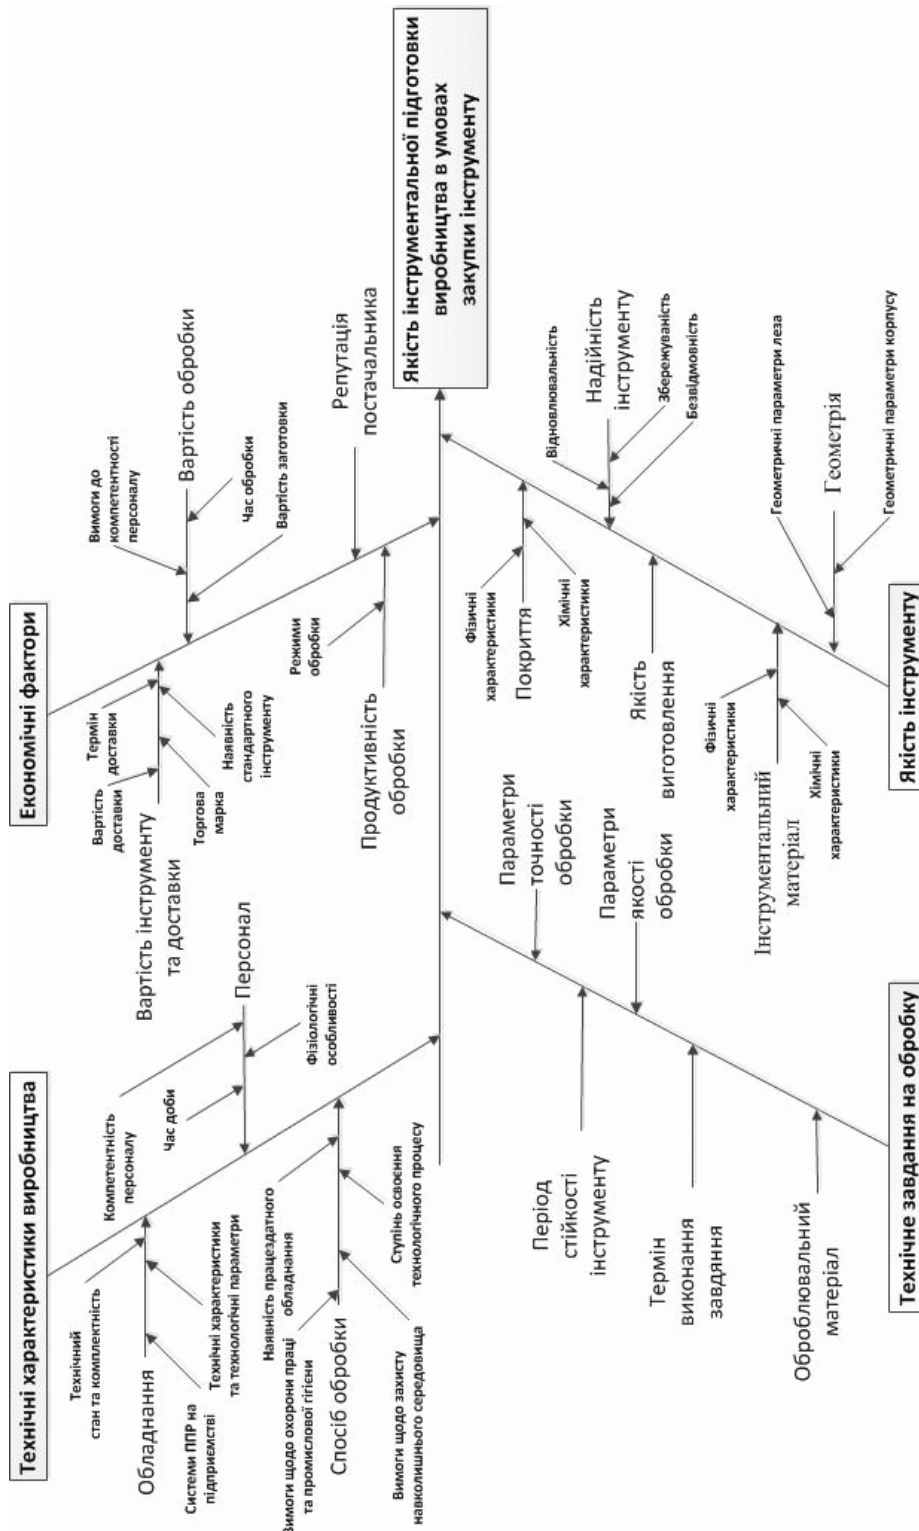 Технічні характеристики виробництва
Технічний
стан та комплектність
Обладнання
Системи ППР на
підприємстві
Технічні характеристики
та технологічні параметри
Компетентність
персоналу
Час доби
Персонал
Фізіологічні
особливості
Наявність працездатного
обладнання
Вимоги щодо охорони праці
та промислової гігієни
Спосіб обробки
Ступінь освоєння
технологічного процесу
Вимоги щодо захисту
навколишнього середовища
Економічні фактори
Термін
доставки
Вартість
доставки
Вартість інструменту
та доставки
Торгова
марка
Наявність
стандартного
інструменту
Вимоги до
компетентності
персоналу
Вартість обробки
Час обробки
Вартість заготовки
Режими
обробки
Продуктивність
обробки
Репутація
постачальника
Якість інструментальної підготовки
виробництва в умовах
закупки інструменту
Параметри
точності
обробки
Період
стійкості
інструменту
Параметри
якості
обробки
Термін
виконання
завдяння
Оброблювальний
матеріал
Технічне завдання на обробку
Фізичні
характеристики
Покриття
Хімічні
характеристики
Відновлювальність
Надійність
інструменту
Збережуваність
Безвідмовність
Якість
виготовлення
Фізичні
характеристики
Інструментальний
матеріал
Хімічні
характеристики
Геометричні параметри леза
Геометрія
Геометричні параметри корпусу
Якість інструменту